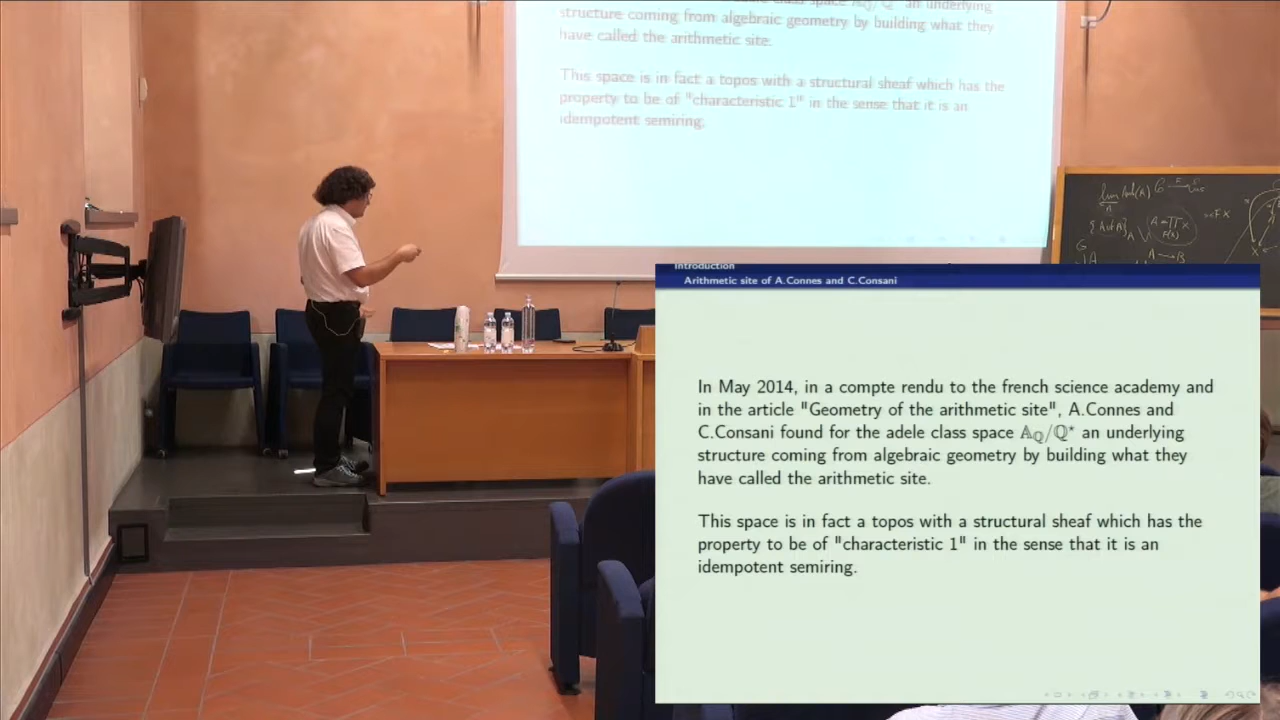 structure coming from algebraic geometry by building what they
have called the arithmetic site.
This space is in fact a topos with a structural sheaf which has the
property to be of "characteristic 1" in the sense that it is an
idempotent semiring.
Introduction
Arithmetic site of A.Connes and C.Consani
In May 2014, in a compte rendu to the french science academy and
in the article "Geometry of the arithmetic site", A.Connes and
C.Consani found for the adele class space 𝔸_ℚ/ℚ* an underlying
structure coming from algebraic geometry by building what they
have called the arithmetic site.
This space is in fact a topos with a structural sheaf which has the
property to be of "characteristic 1" in the sense that it is an
idempotent semiring.